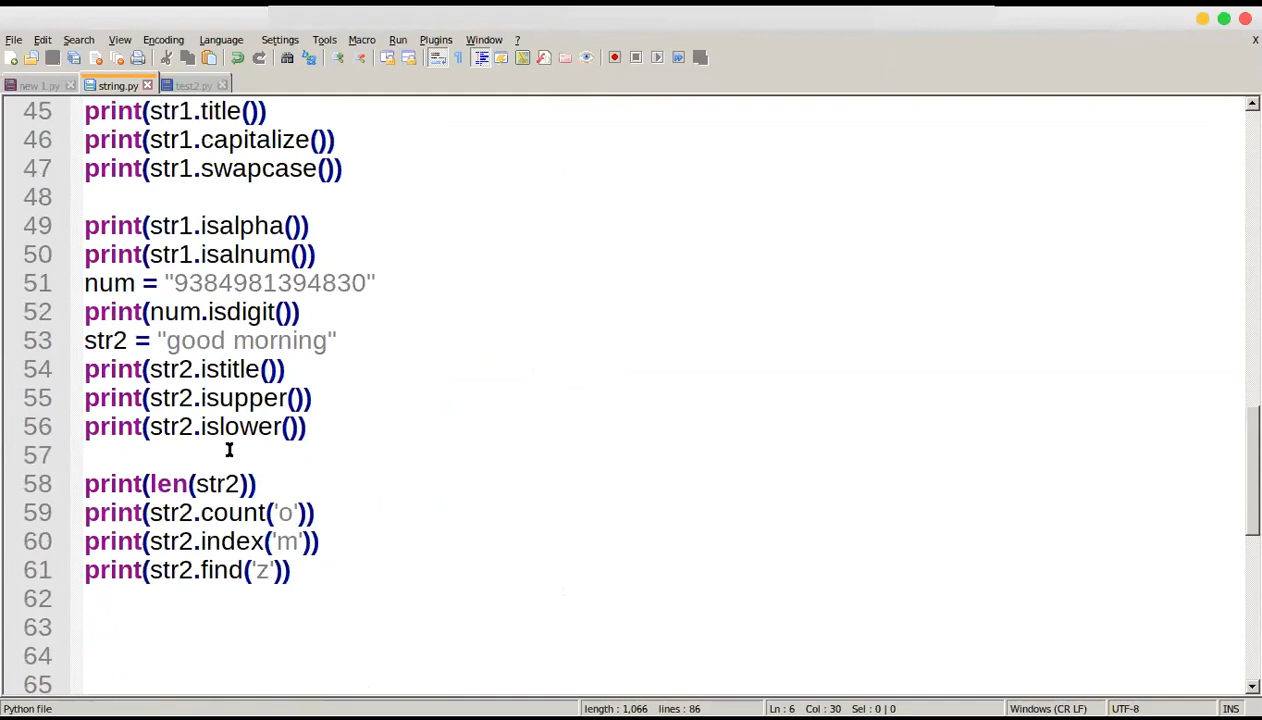 File Edit Search View Encoding Language Settings Tools Macro Run Plugins Window ? X
new 1.py string.py test2.py
45 print(str1.title())
46 print(str1.capitalize())
47 print(str1.swapcase())
48
49 print(str1.isalpha())
50 print(str1.isalnum())
51 num = "9384981394830"
52 print(num.isdigit())
53 str2 = "good morning"
54 print(str2.istitle())
55 print(str2.isupper())
56 print(str2.islower())
57
58 print(len(str2))
59 print(str2.count('o'))
60 print(str2.index('m'))
61 print(str2.find('z'))
62
63
64
65
Python file length : 1,066 lines : 86 Ln : 6 Col : 30 Sel : 0 | 0 Windows (CR LF) UTF-8 INS